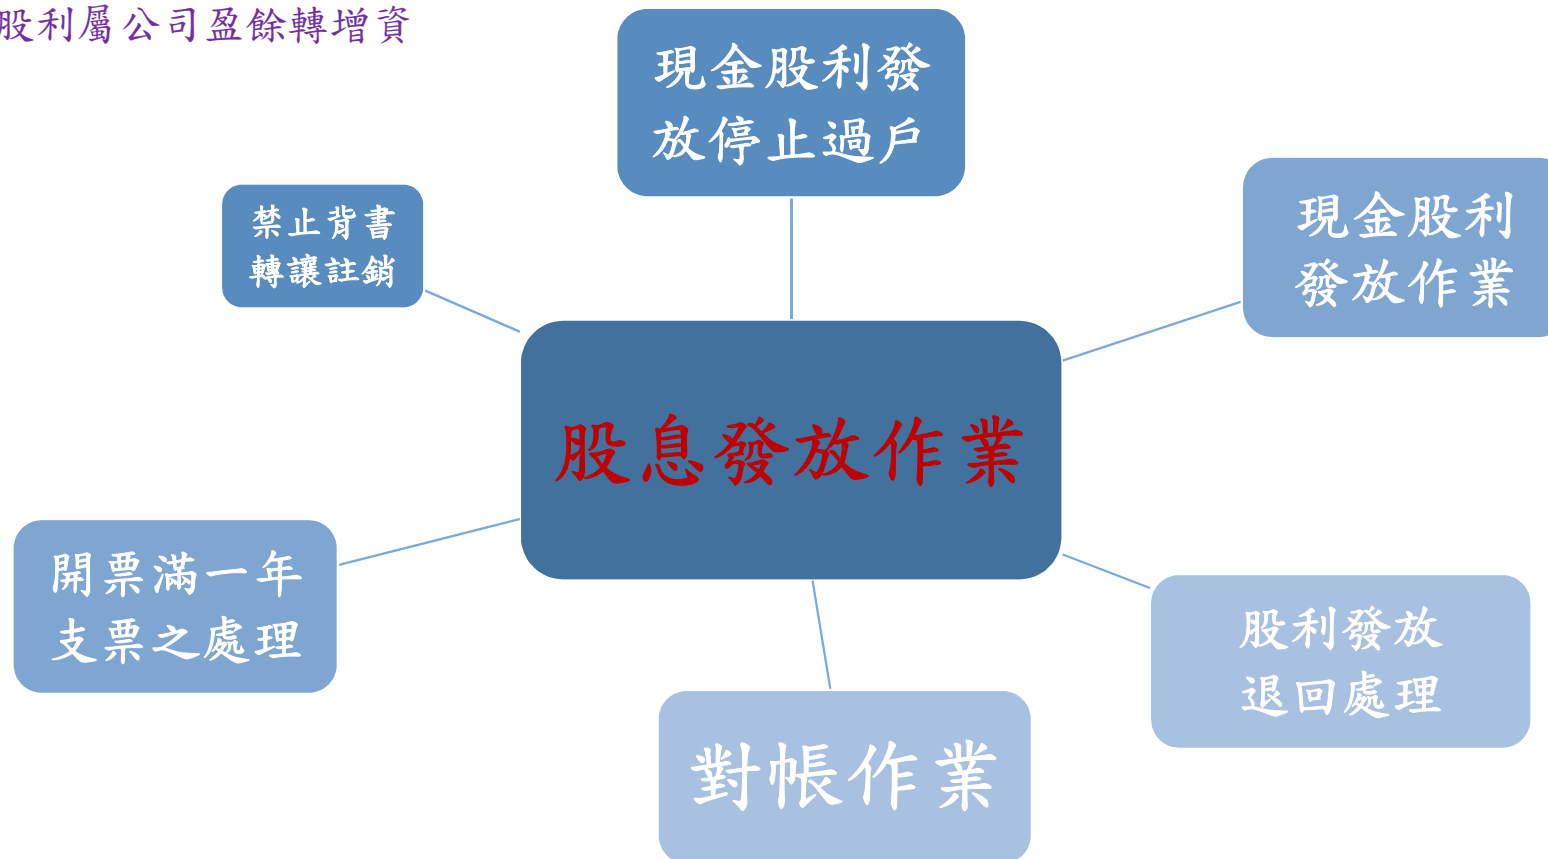 股利屬公司盈餘轉增資
現金股利發
放停止過戶
現金股利
發放作業
禁止背書
轉讓註銷
股息發放作業
開票滿一年
支票之處理
股利發放
退回處理
對帳作業